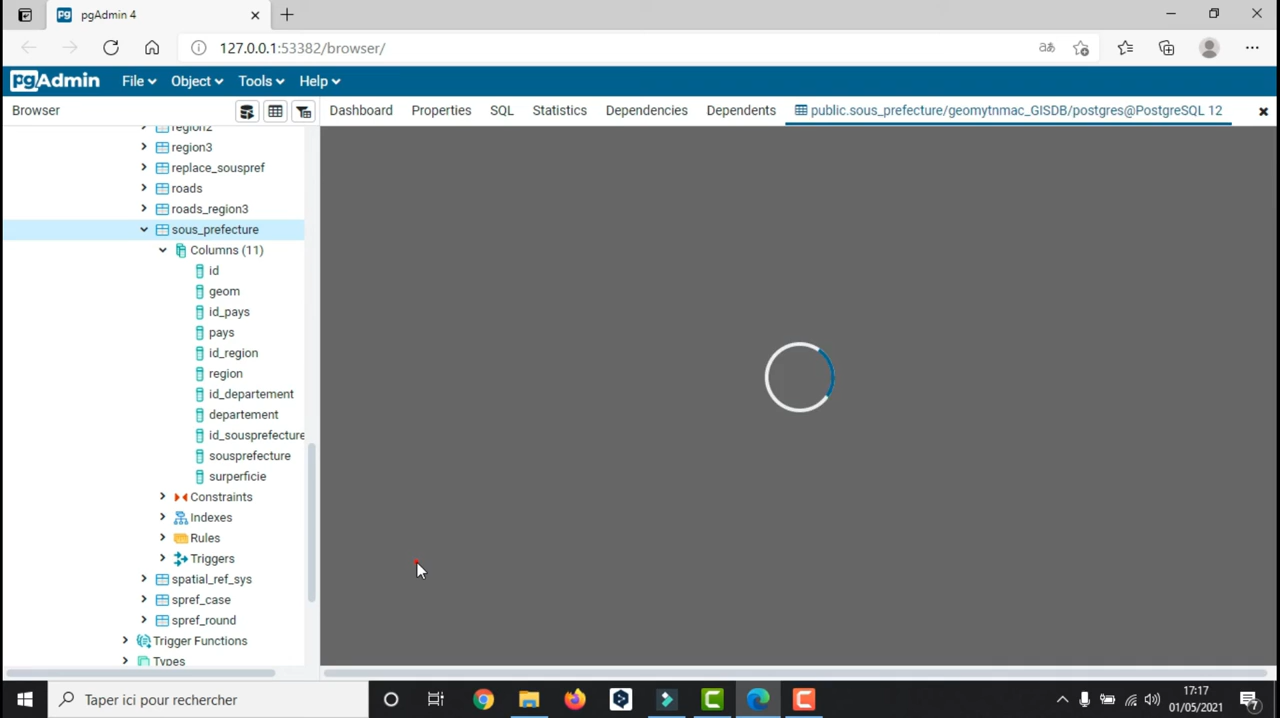 pgAdmin 4
127.0.0.1:53382/browser/
pgAdmin File Object Tools Help
Browser
Dashboard Properties SQL Statistics Dependencies Dependents public.sous_prefecture/geomytnmac_GISDB/postgres@PostgreSQL 12
region2
region3
replace_souspref
roads
roads_region3
sous_prefecture
Columns (11)
id
geom
id_pays
pays
id_region
region
id_departement
departement
id_sousprefecture
sousprefecture
surperficie
Constraints
Indexes
Rules
Triggers
spatial_ref_sys
spref_case
spref_round
Trigger Functions
Types
Taper ici pour rechercher
17:17
01/05/2021
7